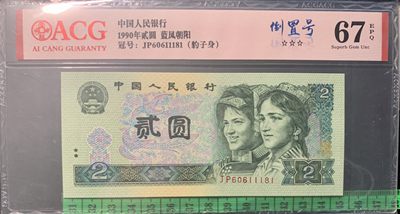 ACG
AI CANG GUARANTY
中国人民银行
1990年贰圆 蓝凤朝阳
冠号：JP60611181（豹子身）
倒置号
☆☆☆
67 EPQ
Superb Gem Unc
中国人民银行
贰圆
2
2
2
JP60611181